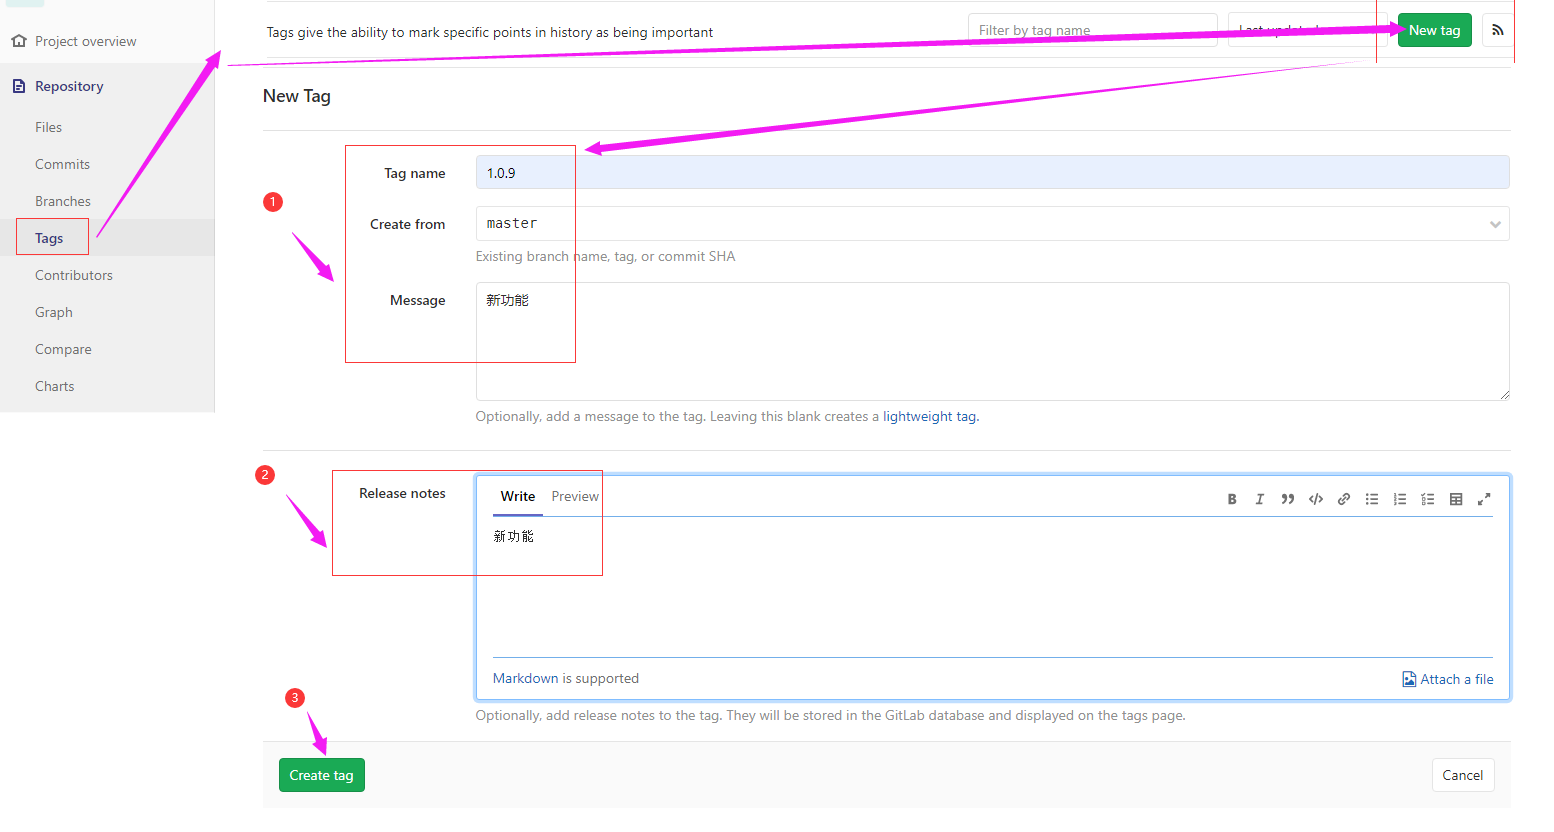 Project overview
Repository
Files
Commits
Branches
Tags
Contributors
Graph
Compare
Charts
Tags give the ability to mark specific points in history as being important
Filter by tag name
Last updated
New tag
New Tag
1
Tag name
1.0.9
Create from
master
Existing branch name, tag, or commit SHA
Message
新功能
Optionally, add a message to the tag. Leaving this blank creates a lightweight tag.
2
Release notes
Write Preview
新功能
Markdown is supported
Attach a file
Optionally, add release notes to the tag. They will be stored in the GitLab database and displayed on the tags page.
3
Create tag
Cancel